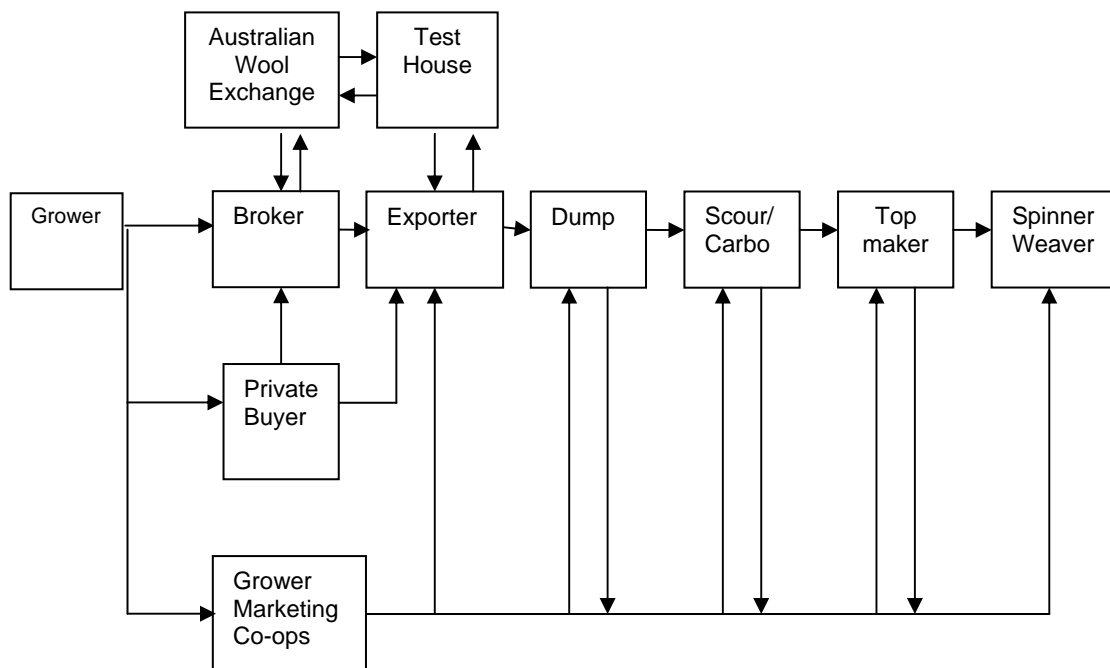 Australian
Wool
Exchange
Test
House
Grower
Broker
Exporter
Dump
Scour/
Carbo
Top
maker
Spinner
Weaver
Private
Buyer
Grower
Marketing
Co-ops